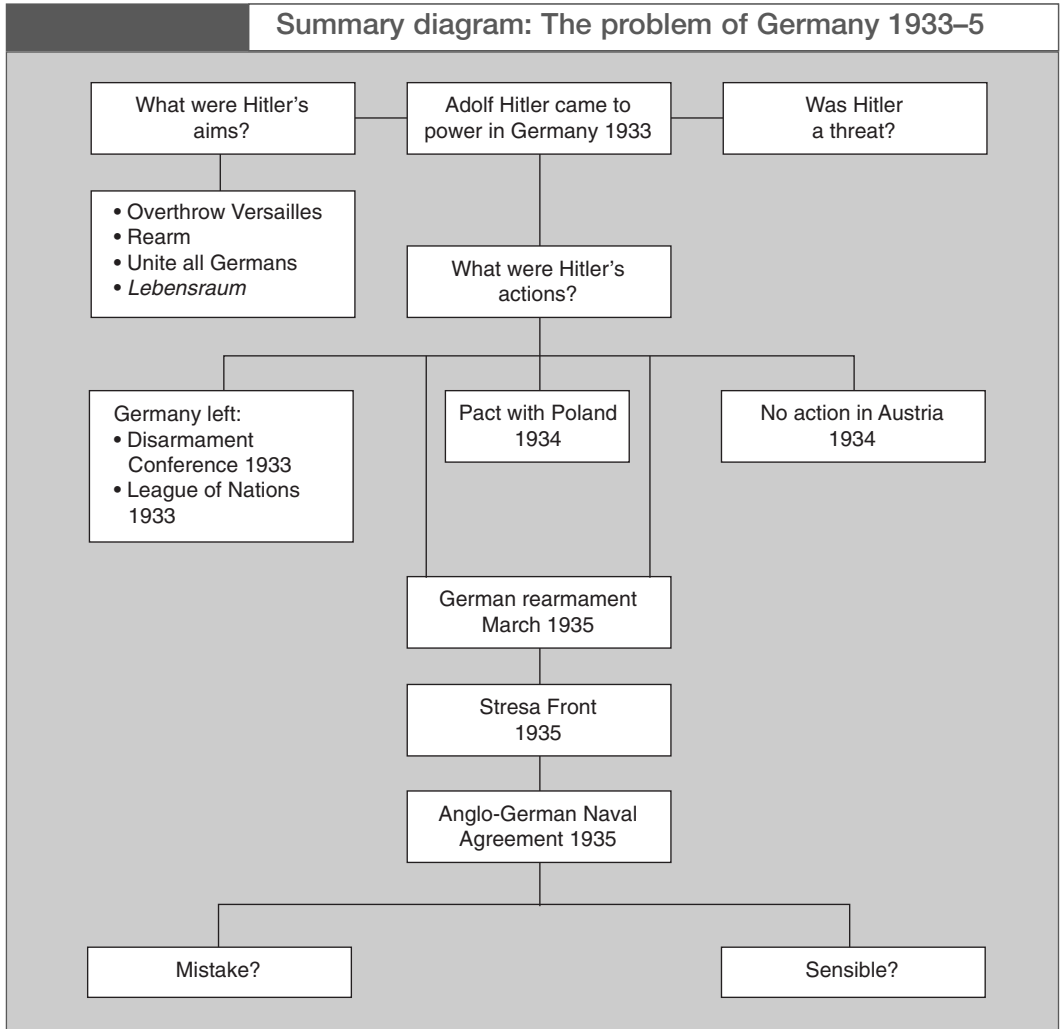 Summary diagram: The problem of Germany 1933–5
What were Hitler's
aims?
Adolf Hitler came to
power in Germany 1933
Was Hitler
a threat?
• Overthrow Versailles
• Rearm
• Unite all Germans
• Lebensraum
What were Hitler's
actions?
Germany left:
• Disarmament
Conference 1933
• League of Nations
1933
Pact with Poland
1934
No action in Austria
1934
German rearmament
March 1935
Stresa Front
1935
Anglo-German Naval
Agreement 1935
Mistake?
Sensible?